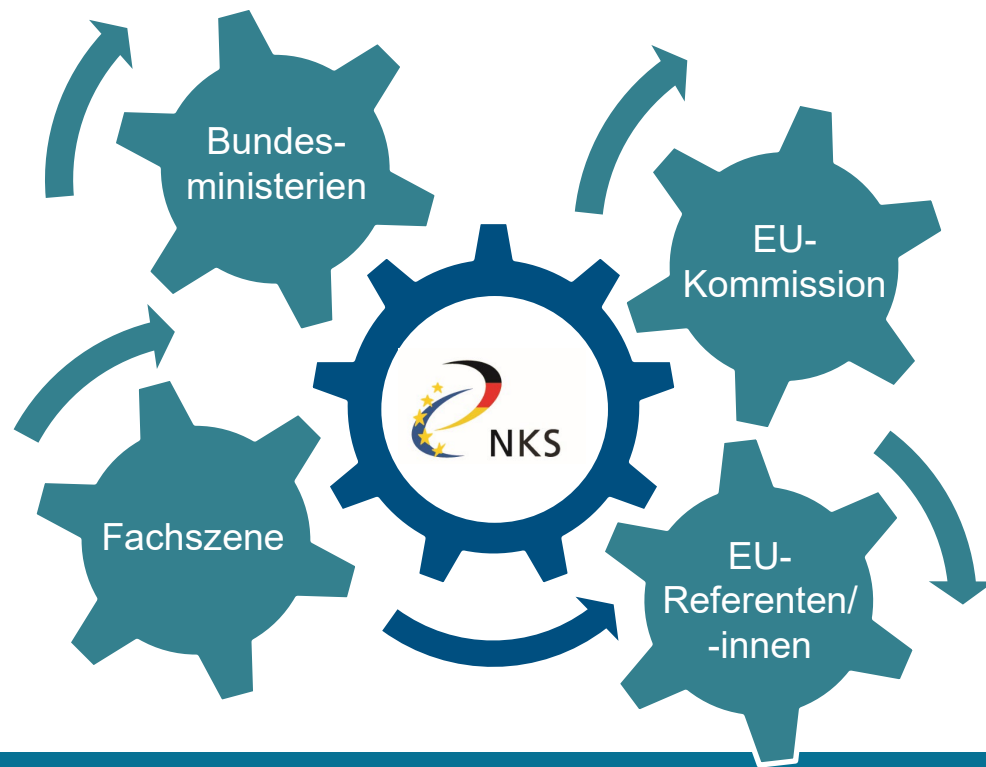 Bundes-
ministerien
EU-
Kommission
NKS
Fachszene
EU-
Referenten/
-innen